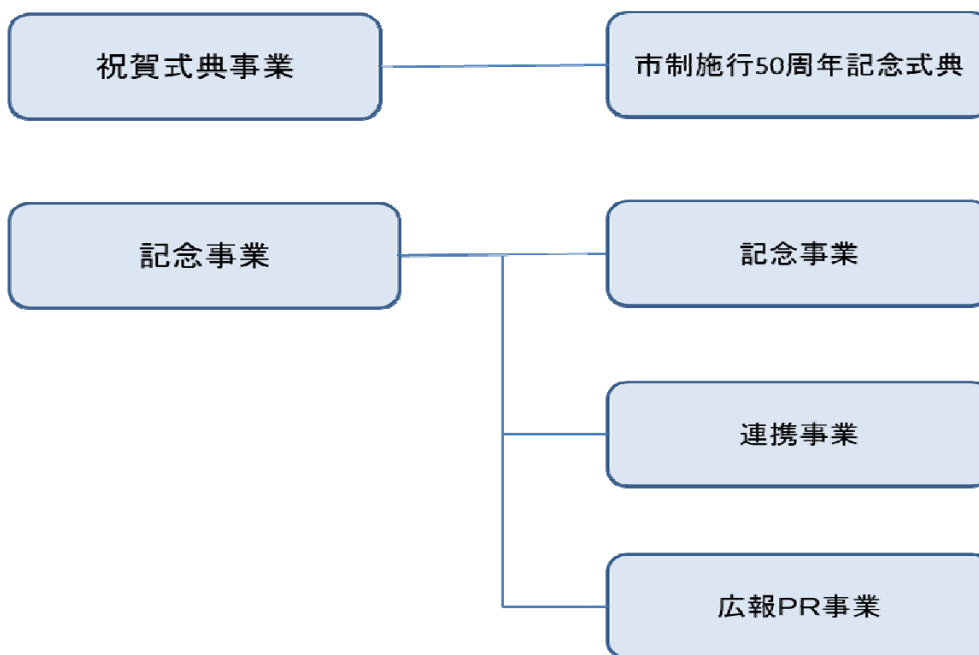 祝賀式典事業
市制施行50周年記念式典
記念事業
記念事業
連携事業
広報PR事業